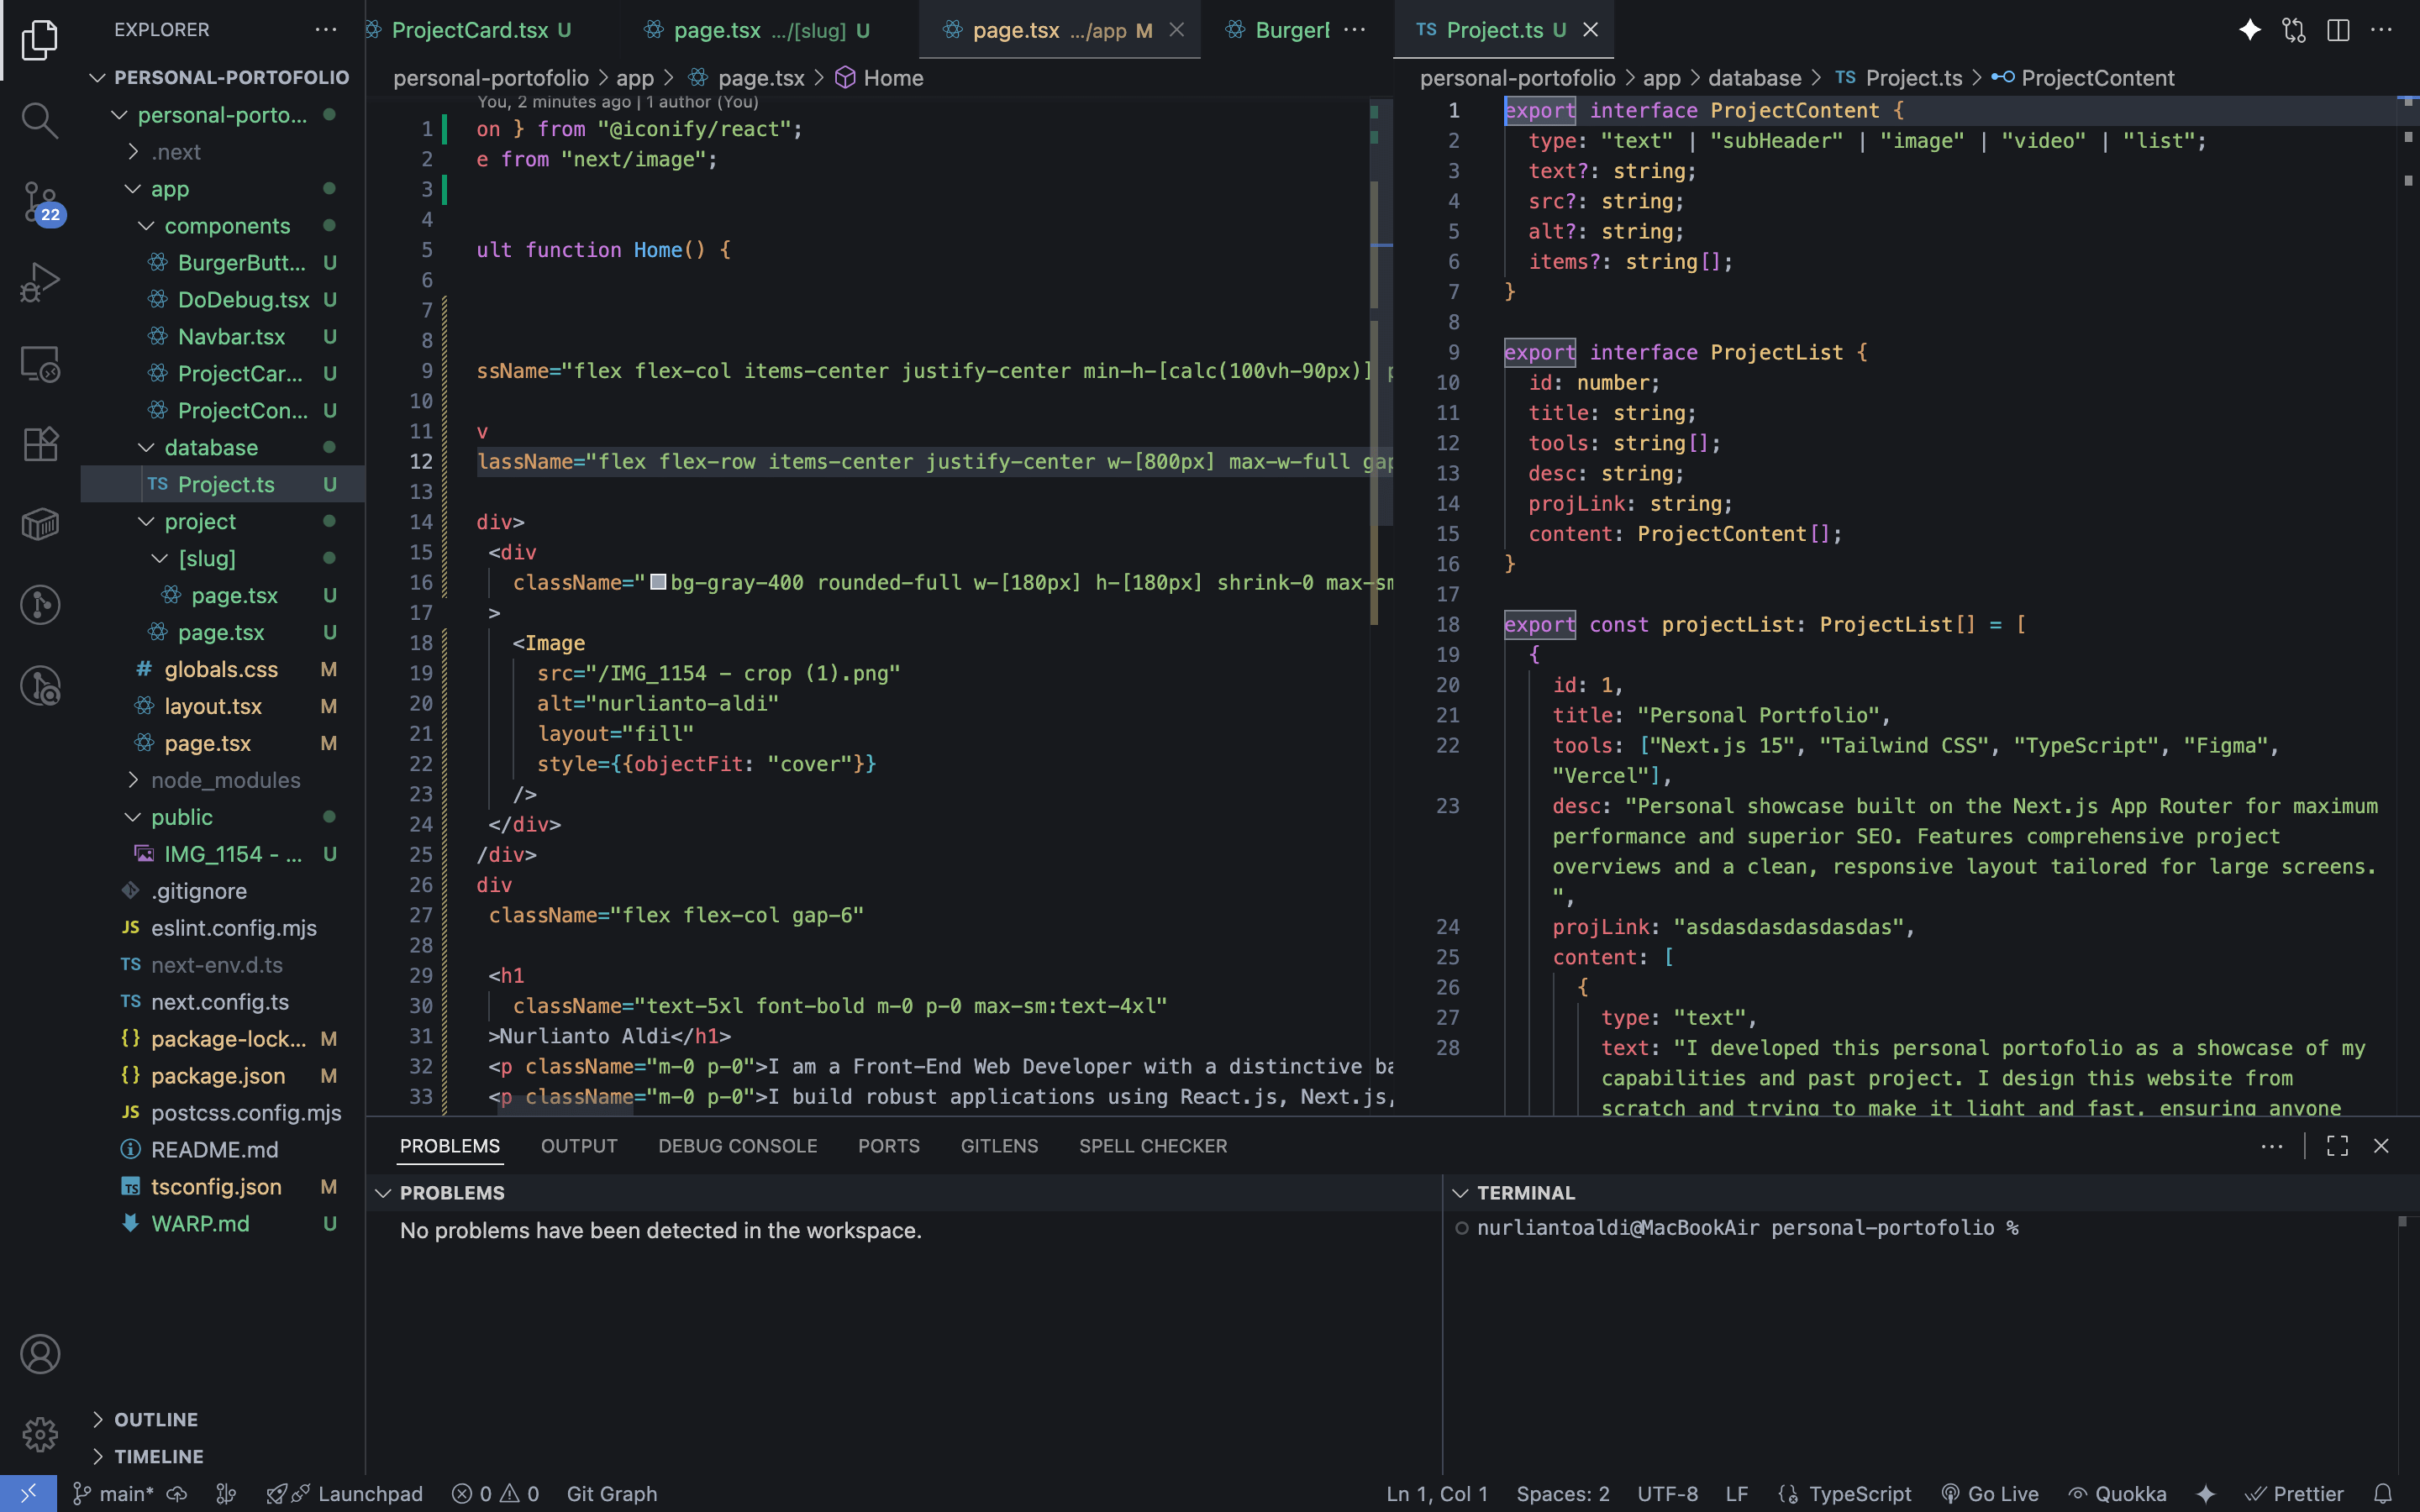 EXPLORER
PERSONAL-PORTOFOLIO
personal-porto...
.next
app
components
BurgerButt... U
DoDebug.tsx U
Navbar.tsx U
ProjectCar... U
ProjectCon... U
database
TS Project.ts U
project
[slug]
page.tsx U
page.tsx U
# globals.css M
layout.tsx M
page.tsx M
node_modules
public
IMG_1154 - ... U
.gitignore
JS eslint.config.mjs
TS next-env.d.ts
TS next.config.ts
{} package-lock... M
{} package.json M
JS postcss.config.mjs
README.md
TS tsconfig.json M
WARP.md U
OUTLINE
TIMELINE
22
ProjectCard.tsx U
page.tsx .../[slug] U
page.tsx .../app M
BurgerB
personal-portofolio > app > page.tsx > Home
You, 2 minutes ago | 1 author (You)
1 on } from "@iconify/react";
2 e from "next/image";
3
4
5 ult function Home() {
6
7
8
9 ssName="flex flex-col items-center justify-center min-h-[calc(100vh-90px)] p
10
11 v
12 lassName="flex flex-row items-center justify-center w-[800px] max-w-full gap
13
14 div>
15 <div
16 className="bg-gray-400 rounded-full w-[180px] h-[180px] shrink-0 max-sm
17 >
18 <Image
19 src="/IMG_1154 - crop (1).png"
20 alt="nurlianto-aldi"
21 layout="fill"
22 style={{objectFit: "cover"}}
23 />
24 </div>
25 /div>
26 div
27 className="flex flex-col gap-6"
28
29 <h1
30 className="text-5xl font-bold m-0 p-0 max-sm:text-4xl"
31 >Nurlianto Aldi</h1>
32 <p className="m-0 p-0">I am a Front-End Web Developer with a distinctive ba
33 <p className="m-0 p-0">I build robust applications using React.js, Next.js,
TS Project.ts U
personal-portofolio > app > database > TS Project.ts > ProjectContent
1 export interface ProjectContent {
2 type: "text" | "subHeader" | "image" | "video" | "list";
3 text?: string;
4 src?: string;
5 alt?: string;
6 items?: string[];
7 }
8
9 export interface ProjectList {
10 id: number;
11 title: string;
12 tools: string[];
13 desc: string;
14 projLink: string;
15 content: ProjectContent[];
16 }
17
18 export const projectList: ProjectList[] = [
19 {
20 id: 1,
21 title: "Personal Portfolio",
22 tools: ["Next.js 15", "Tailwind CSS", "TypeScript", "Figma",
"Vercel"],
23 desc: "Personal showcase built on the Next.js App Router for maximum
performance and superior SEO. Features comprehensive project
overviews and a clean, responsive layout tailored for large screens.
",
24 projLink: "asdasdasdasdasdas",
25 content: [
26 {
27 type: "text",
28 text: "I developed this personal portofolio as a showcase of my
capabilities and past project. I design this website from
scratch and trying to make it light and fast, ensuring anyone
PROBLEMS OUTPUT DEBUG CONSOLE PORTS GITLENS SPELL CHECKER
PROBLEMS
No problems have been detected in the workspace.
TERMINAL
nurliantoaldi@MacBookAir personal-portofolio %
main* Launchpad 0 0 Git Graph
Ln 1, Col 1 Spaces: 2 UTF-8 LF {} TypeScript Go Live Quokka Prettier